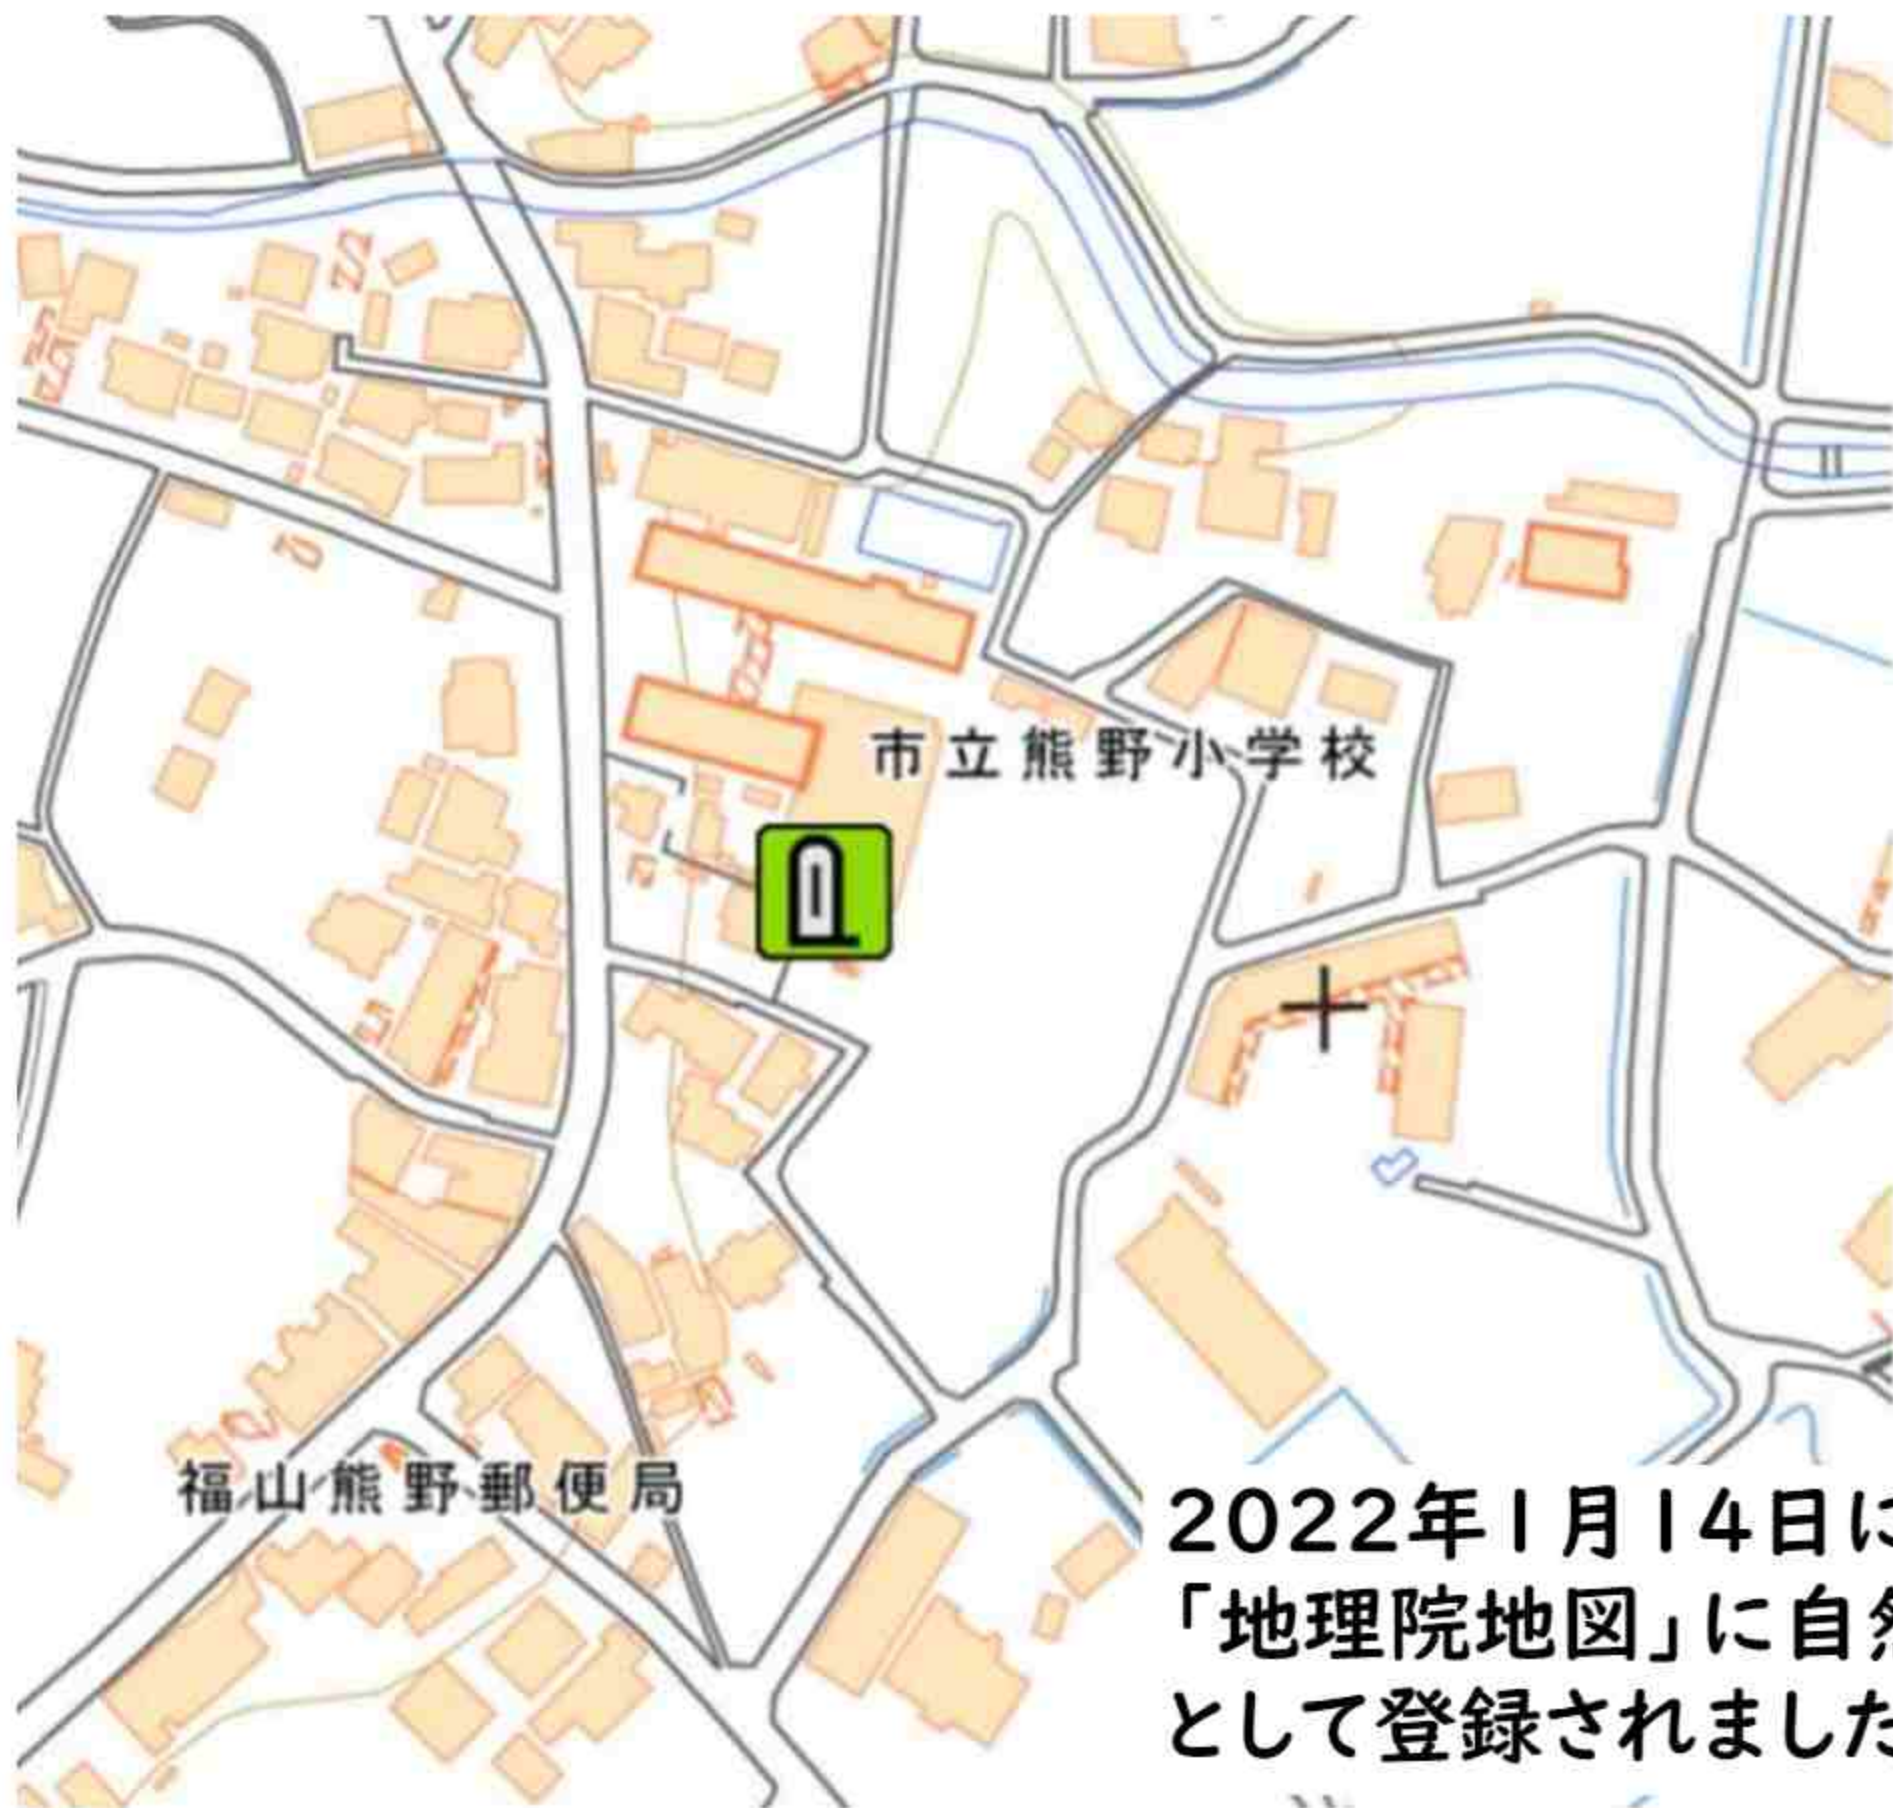 市立熊野小学校
福山熊野郵便局
2022年1月14日に
「地理院地図」に自然
として登録されました